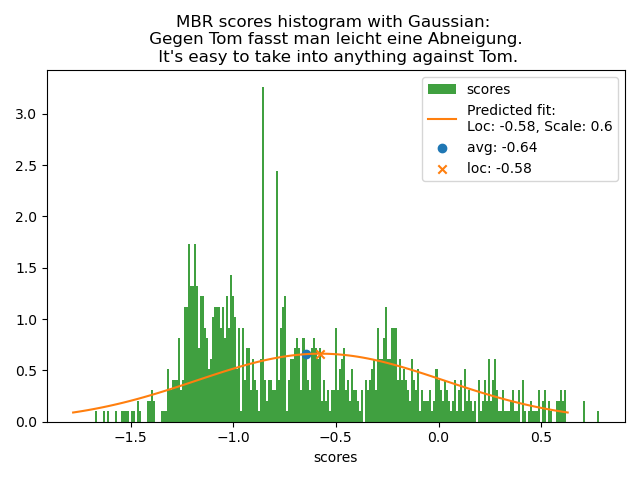 MBR scores histogram with Gaussian:
Gegen Tom fasst man leicht eine Abneigung.
It's easy to take into anything against Tom.
scores
Predicted fit:
Loc: -0.58, Scale: 0.6
avg: -0.64
loc: -0.58
3.0
2.5
2.0
1.5
1.0
0.5
0.0
−1.5 −1.0 −0.5 0.0 0.5
scores